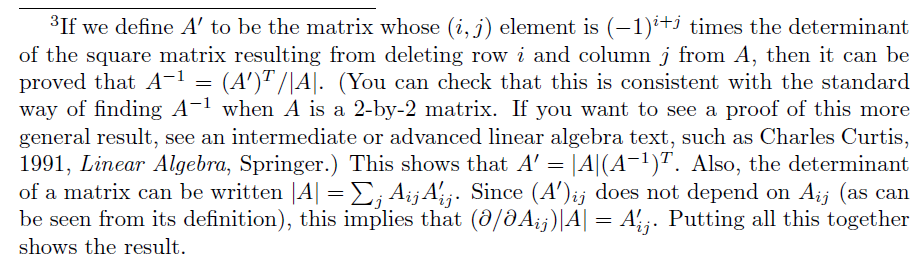 ³If we define A′ to be the matrix whose (i, j) element is (−1)^{i+j} times the determinant
of the square matrix resulting from deleting row i and column j from A, then it can be
proved that A^{−1} = (A′)^T/|A|. (You can check that this is consistent with the standard
way of finding A^{−1} when A is a 2-by-2 matrix. If you want to see a proof of this more
general result, see an intermediate or advanced linear algebra text, such as Charles Curtis,
1991, Linear Algebra, Springer.) This shows that A′ = |A|(A^{−1})^T. Also, the determinant
of a matrix can be written |A| = ∑_j A_{ij}A′_{ij}. Since (A′)_{ij} does not depend on A_{ij} (as can
be seen from its definition), this implies that (∂/∂A_{ij})|A| = A′_{ij}. Putting all this together
shows the result.